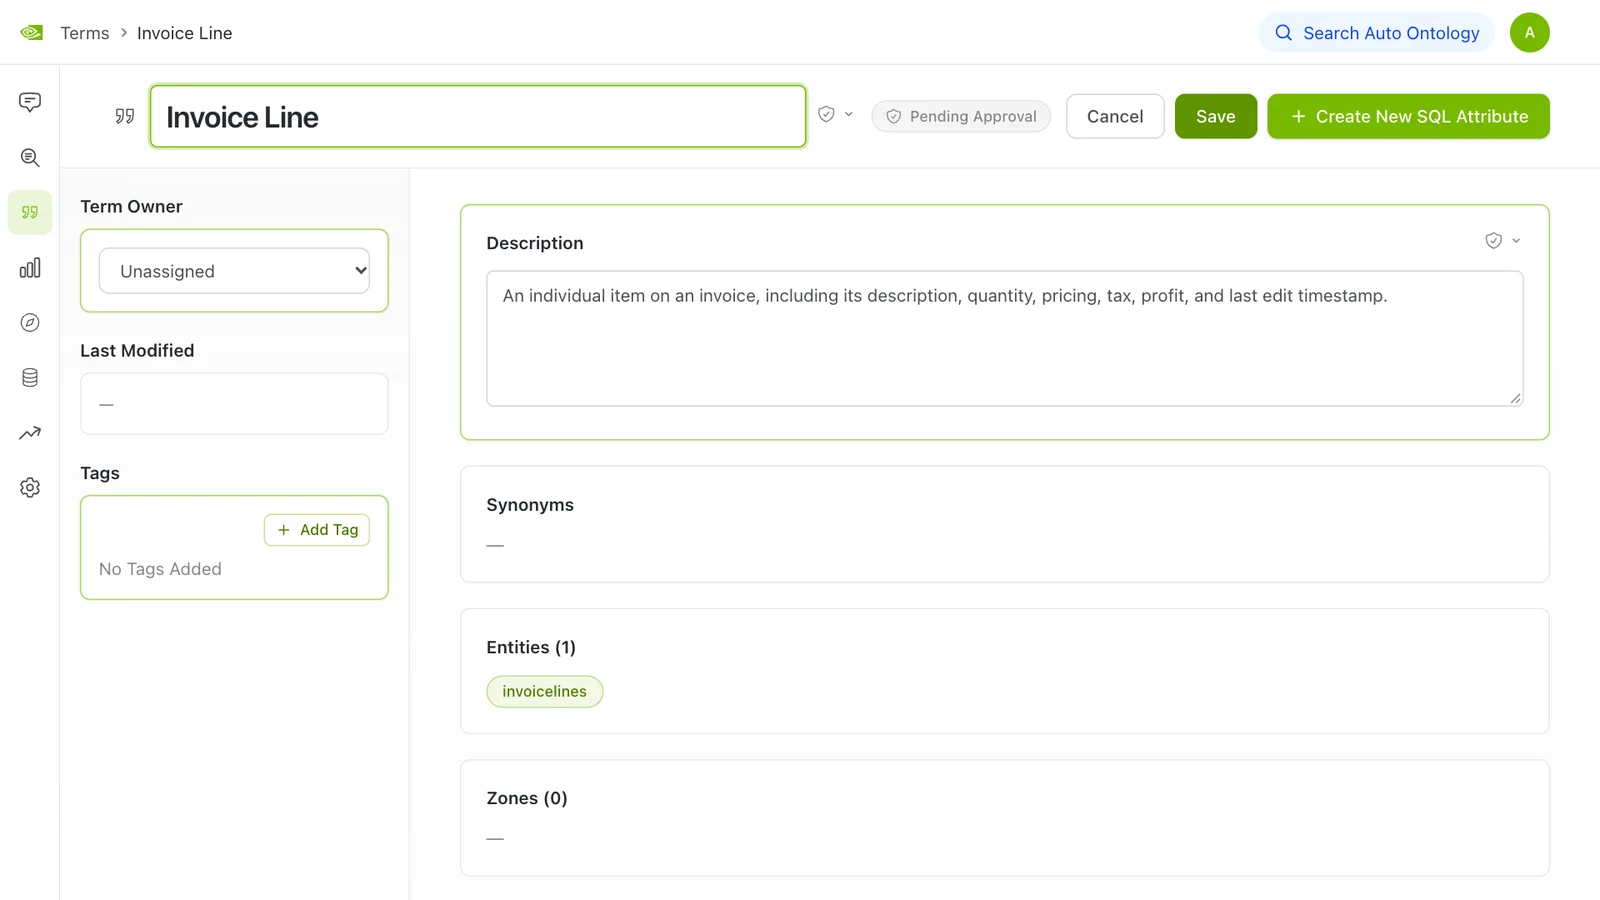 Terms > Invoice Line
Search Auto Ontology
A
Invoice Line
Pending Approval
Cancel
Save
+ Create New SQL Attribute
Term Owner
Unassigned
Last Modified
—
Tags
+ Add Tag
No Tags Added
Description
An individual item on an invoice, including its description, quantity, pricing, tax, profit, and last edit timestamp.
Synonyms
—
Entities (1)
invoicelines
Zones (0)
—